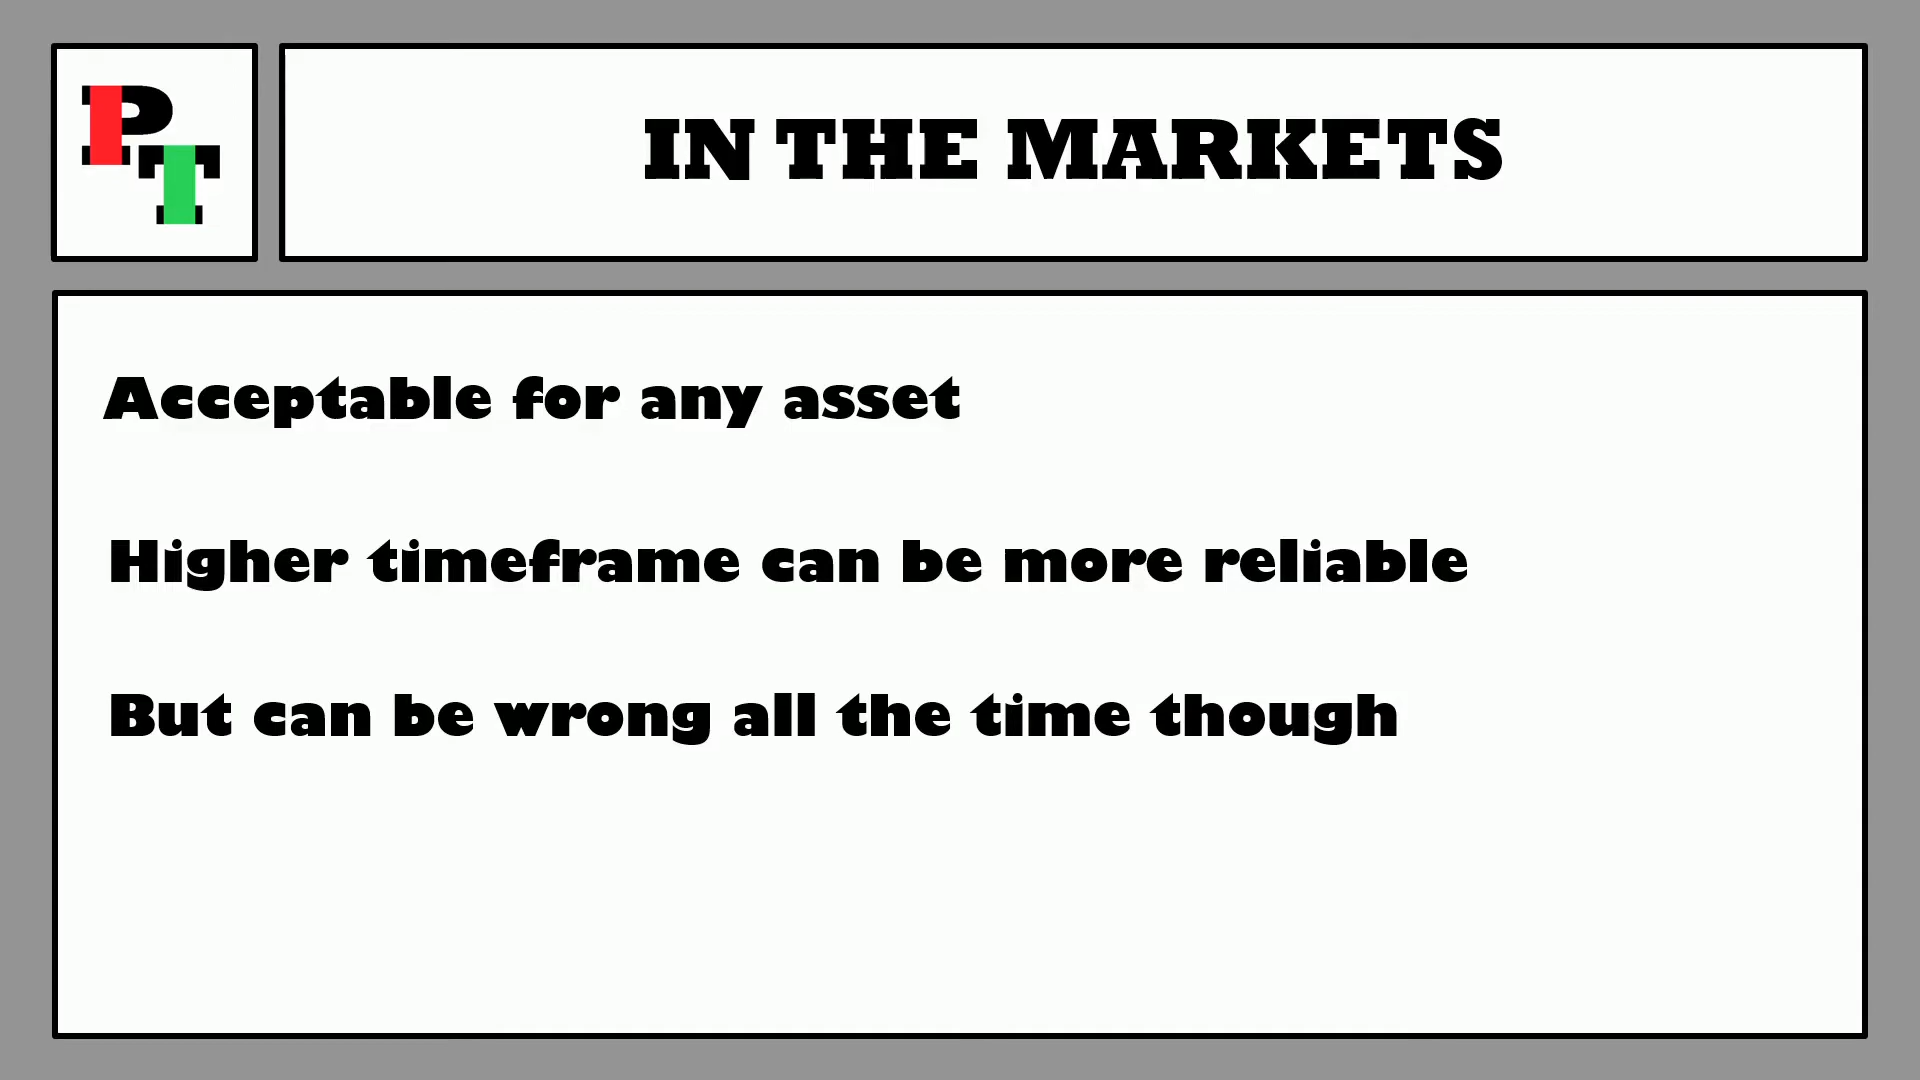 PT
IN THE MARKETS
Acceptable for any asset
Higher timeframe can be more reliable
But can be wrong all the time though